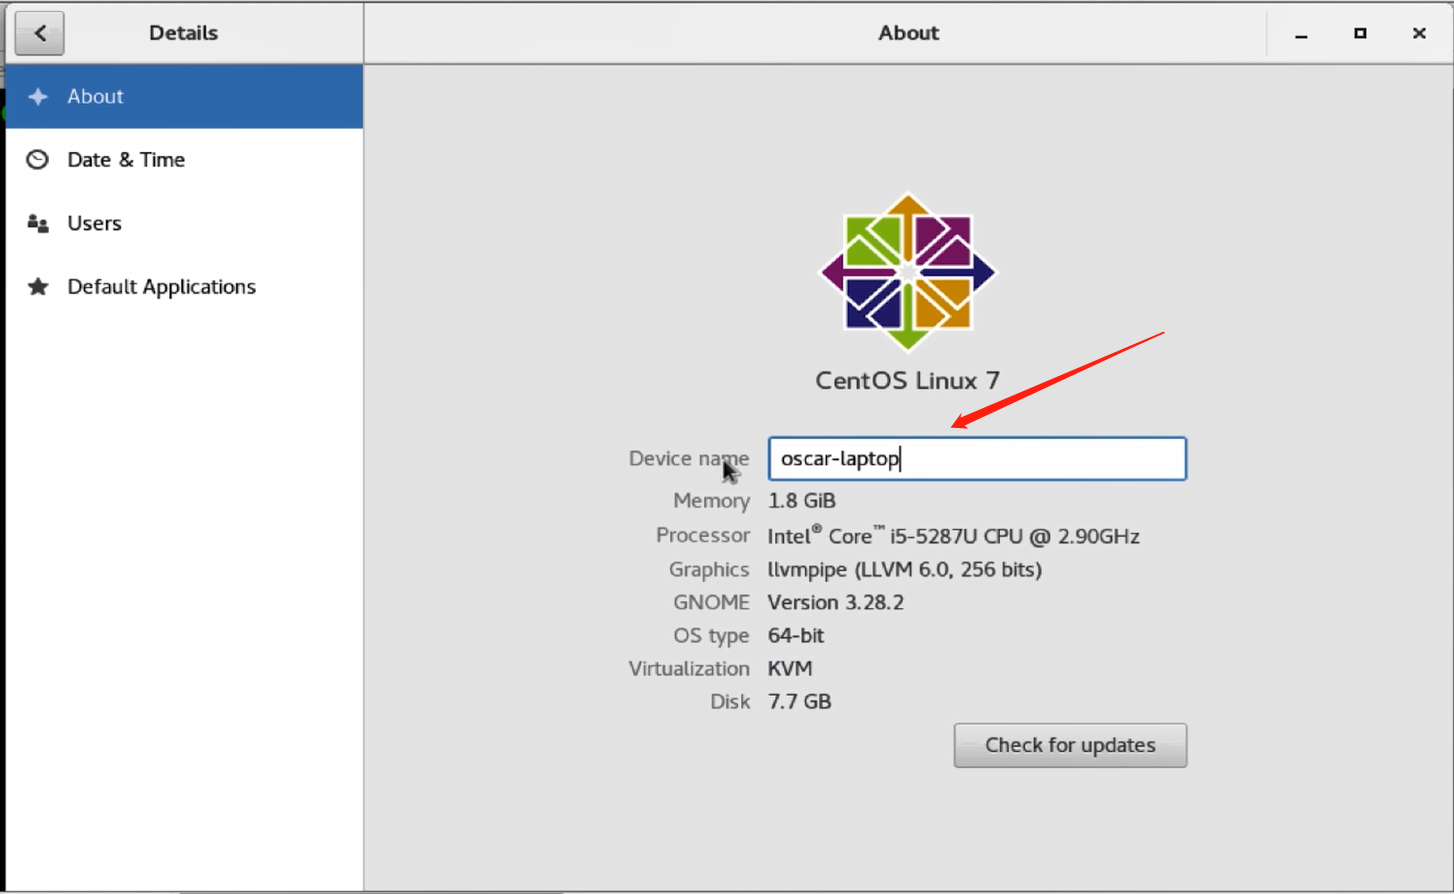 Details
About
About
Date & Time
Users
Default Applications
CentOS Linux 7
Device name oscar-laptop
Memory 1.8 GiB
Processor Intel® Core™ i5-5287U CPU @ 2.90GHz
Graphics llvmpipe (LLVM 6.0, 256 bits)
GNOME Version 3.28.2
OS type 64-bit
Virtualization KVM
Disk 7.7 GB
Check for updates